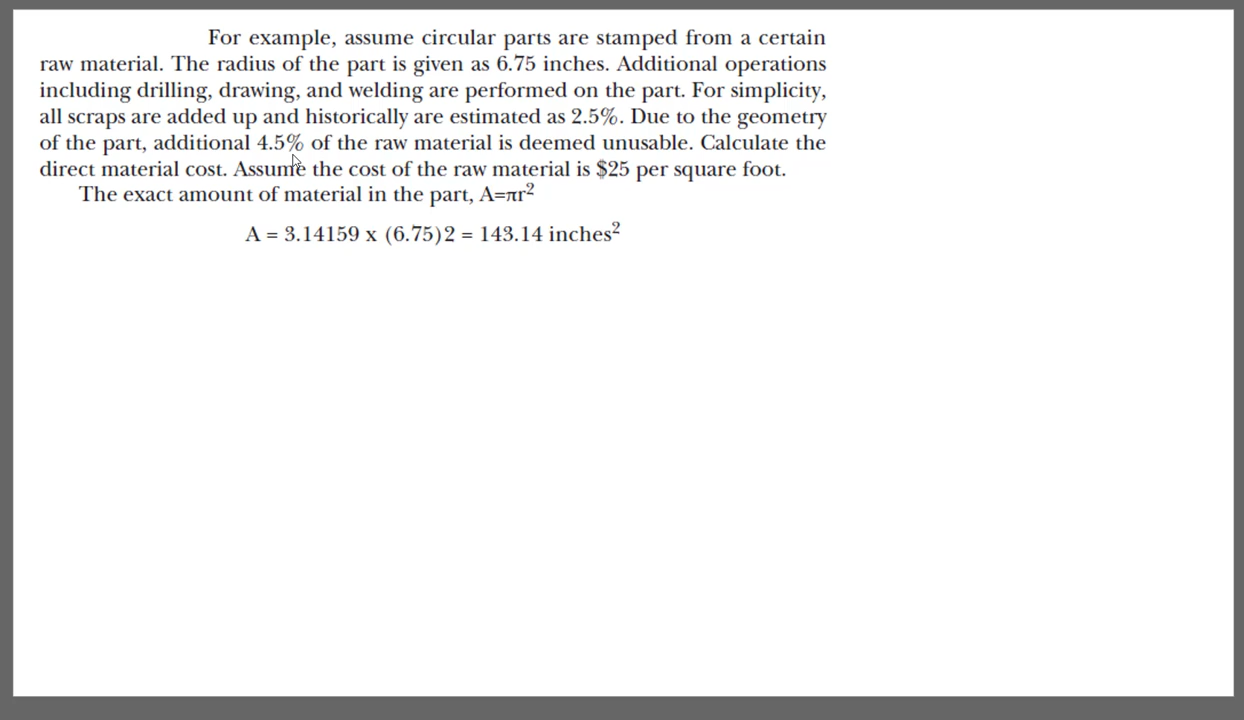 For example, assume circular parts are stamped from a certain
raw material. The radius of the part is given as 6.75 inches. Additional operations
including drilling, drawing, and welding are performed on the part. For simplicity,
all scraps are added up and historically are estimated as 2.5%. Due to the geometry
of the part, additional 4.5% of the raw material is deemed unusable. Calculate the
direct material cost. Assume the cost of the raw material is $25 per square foot.
The exact amount of material in the part, A=πr²
A = 3.14159 x (6.75)2 = 143.14 inches²